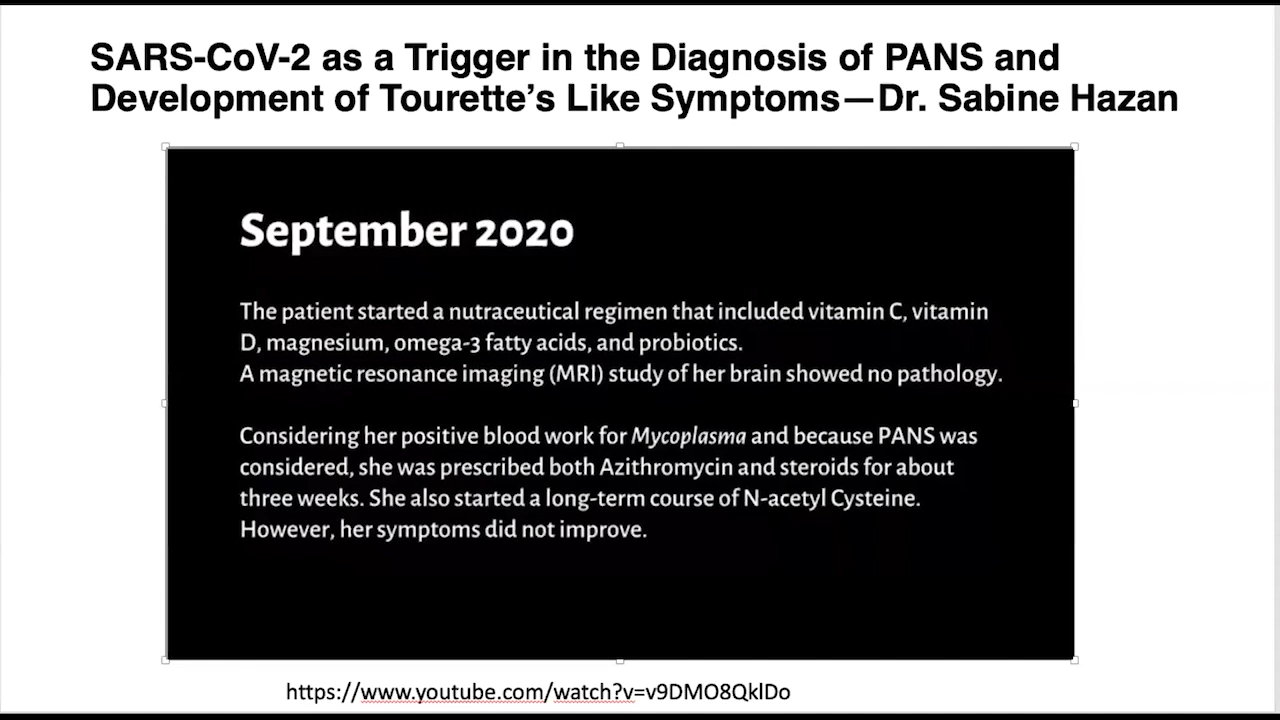 SARS-CoV-2 as a Trigger in the Diagnosis of PANS and
Development of Tourette's Like Symptoms—Dr. Sabine Hazan
September 2020
The patient started a nutraceutical regimen that included vitamin C, vitamin
D, magnesium, omega-3 fatty acids, and probiotics.
A magnetic resonance imaging (MRI) study of her brain showed no pathology.
Considering her positive blood work for Mycoplasma and because PANS was
considered, she was prescribed both Azithromycin and steroids for about
three weeks. She also started a long-term course of N-acetyl Cysteine.
However, her symptoms did not improve.
https://www.youtube.com/watch?v=v9DMO8QklDo